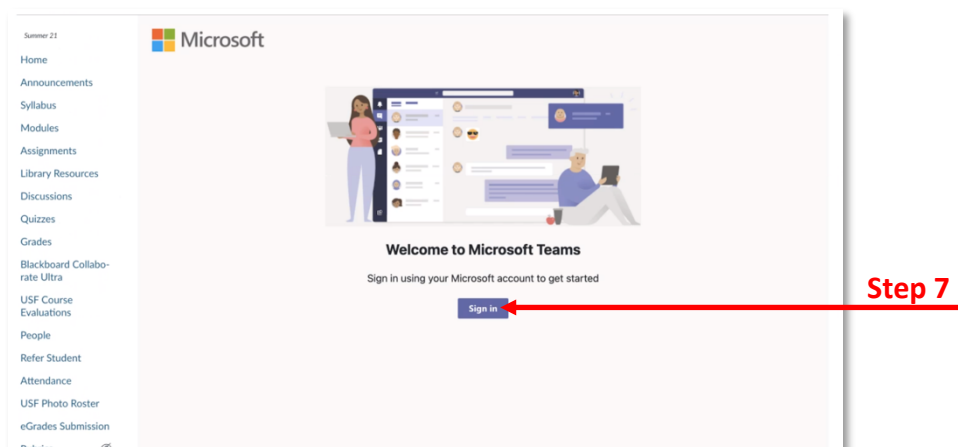 Summer 21
Microsoft
Home
Announcements
Syllabus
Modules
Assignments
Library Resources
Discussions
Quizzes
Grades
Blackboard Collabo-
rate Ultra
USF Course
Evaluations
People
Refer Student
Attendance
USF Photo Roster
eGrades Submission
Welcome to Microsoft Teams
Sign in using your Microsoft account to get started
Sign in
Step 7